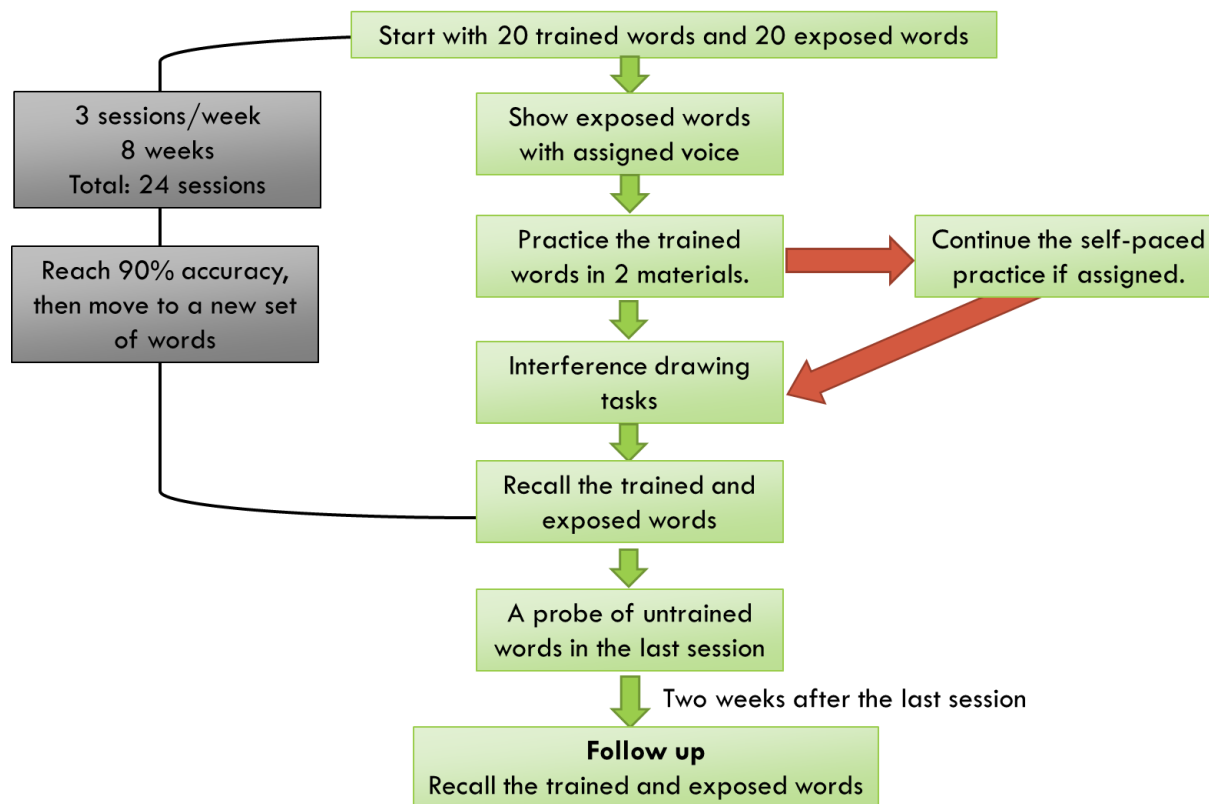 Start with 20 trained words and 20 exposed words
3 sessions/week
8 weeks
Total: 24 sessions
Show exposed words
with assigned voice
Practice the trained
words in 2 materials.
Continue the self-paced
practice if assigned.
Reach 90% accuracy,
then move to a new set
of words
Interference drawing
tasks
Recall the trained and
exposed words
A probe of untrained
words in the last session
Two weeks after the last session
Follow up
Recall the trained and exposed words